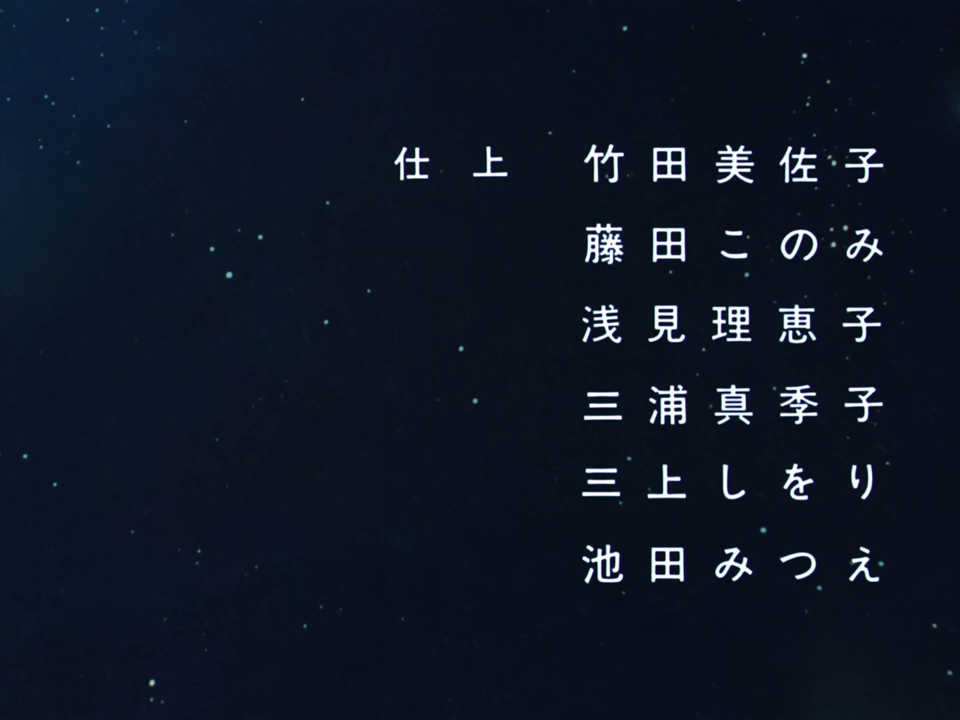 仕上 竹田美佐子
藤田このみ
浅見理恵子
三浦真季子
三上しをり
池田みつえ